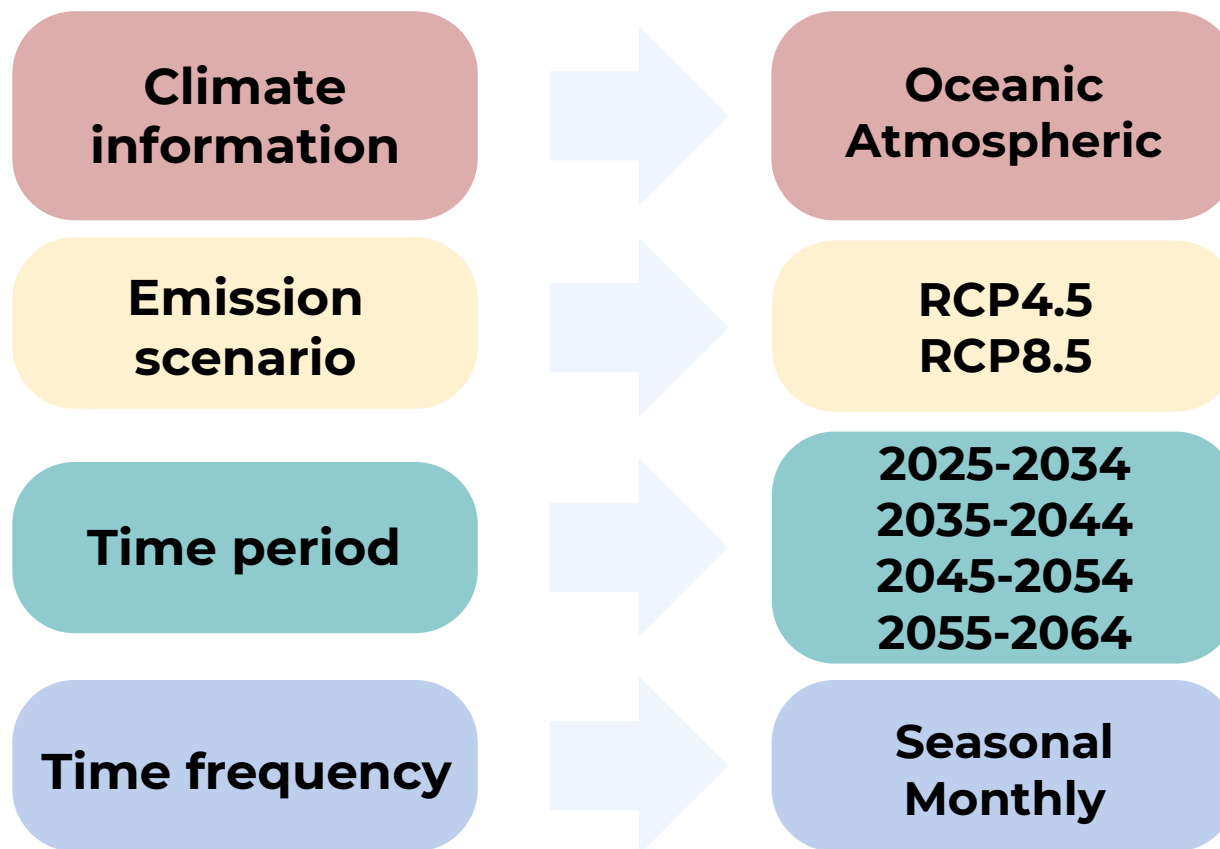 Climate
information
Oceanic
Atmospheric
Emission
scenario
RCP4.5
RCP8.5
Time period
2025-2034
2035-2044
2045-2054
2055-2064
Time frequency
Seasonal
Monthly